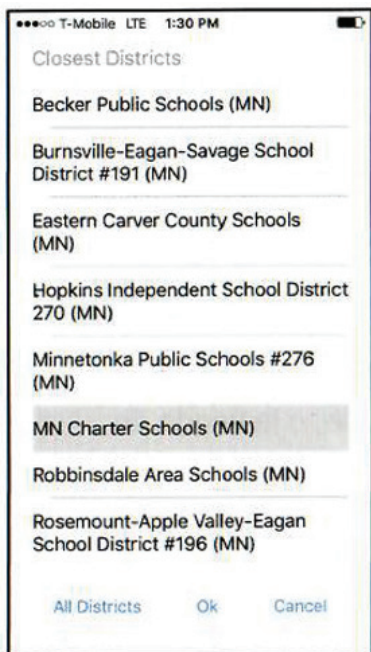 ●●●○○ T-Mobile LTE 1:30 PM
Closest Districts
Becker Public Schools (MN)
Burnsville-Eagan-Savage School
District #191 (MN)
Eastern Carver County Schools
(MN)
Hopkins Independent School District
270 (MN)
Minnetonka Public Schools #276
(MN)
MN Charter Schools (MN)
Robbinsdale Area Schools (MN)
Rosemount-Apple Valley-Eagan
School District #196 (MN)
All Districts Ok Cancel